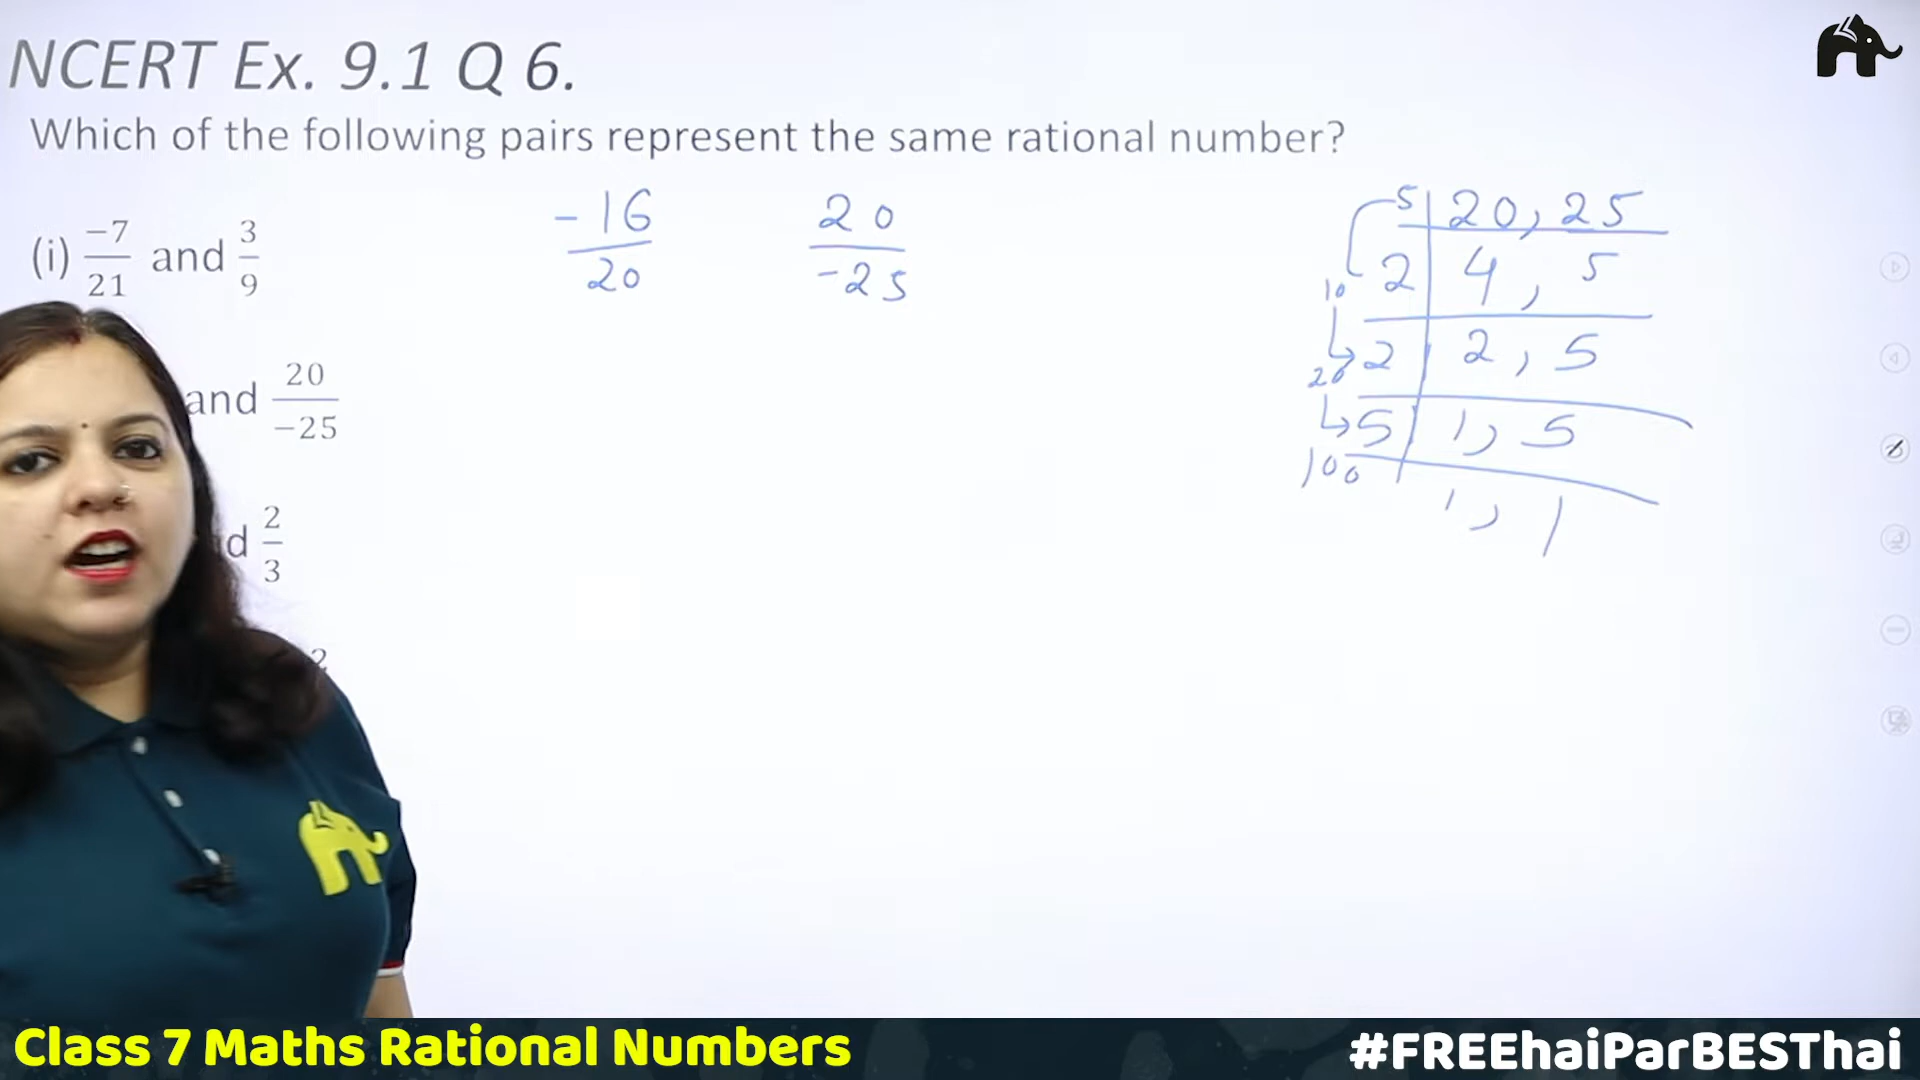 NCERT Ex. 9.1 Q 6.
Which of the following pairs represent the same rational number?
(i) -7/21 and 3/9
-16/20
20/-25
and 20/-25
d 2/3
2
5 | 20, 25
2 | 4, 5
10
2 | 2, 5
20
5 | 1, 5
100
1, 1
Class 7 Maths Rational Numbers
#FREEhaiParBESThai